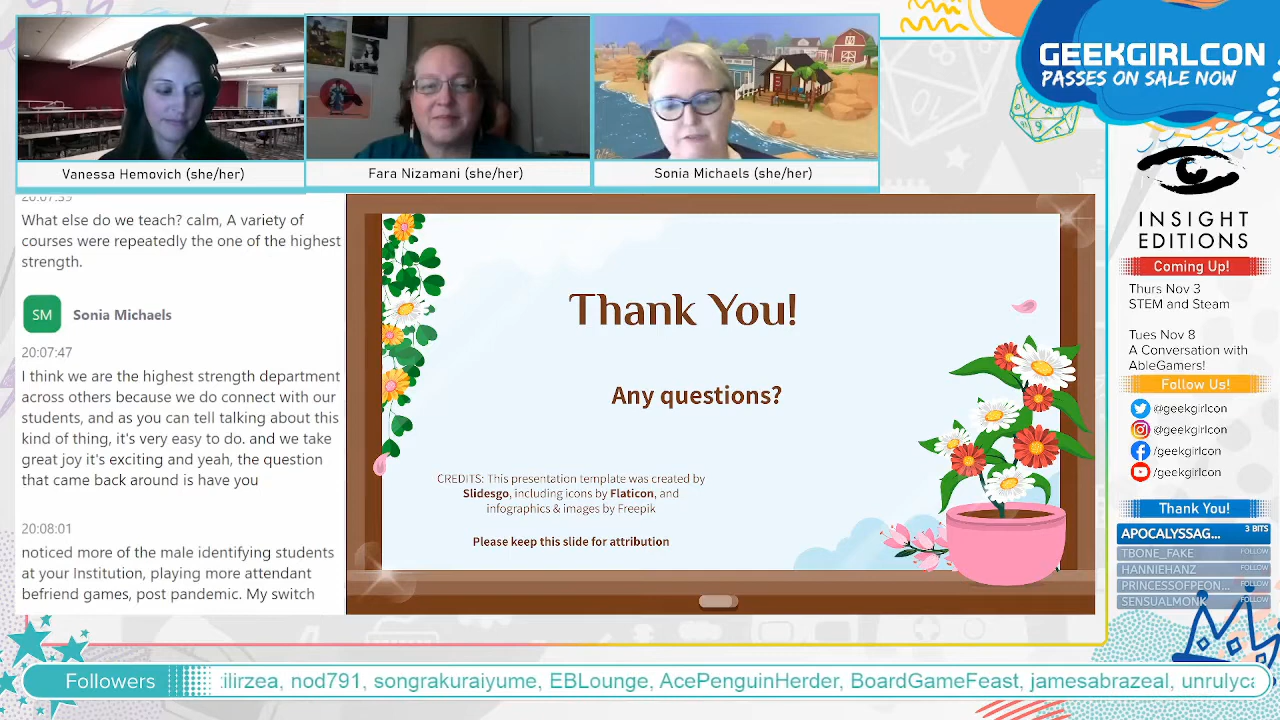 GEEKGIRLCON
PASSES ON SALE NOW
Vanessa Hemovich (she/her)
Fara Nizamani (she/her)
Sonia Michaels (she/her)
20:07:39
What else do we teach? calm, A variety of
courses were repeatedly the one of the highest
strength.
SM
Sonia Michaels
20:07:47
I think we are the highest strength department
across others because we do connect with our
students, and as you can tell talking about this
kind of thing, it's very easy to do. and we take
great joy it's exciting and yeah, the question
that came back around is have you
20:08:01
noticed more of the male identifying students
at your Institution, playing more attendant
befriend games, post pandemic. My switch
Thank You!
Any questions?
CREDITS: This presentation template was created by
Slidesgo, including icons by Flaticon, and
infographics & images by Freepik
Please keep this slide for attribution
INSIGHT
EDITIONS
Coming Up!
Thurs Nov 3
STEM and Steam
Tues Nov 8
A Conversation with
AbleGamers!
Follow Us!
@geekgirlcon
@geekgirlcon
/geekgirlcon
/geekgirlcon
Thank You!
APOCALYSSAG... 3 BITS
TBONE_FAKE FOLLOW
HANNIEHANZ FOLLOW
PRINCESSOFPEON... FOLLOW
SENSUALMONK FOLLOW
Followers
ilirzea, nod791, songrakuraiyume, EBLounge, AcePenguinHerder, BoardGameFeast, jamesabrazeal, unrulyca